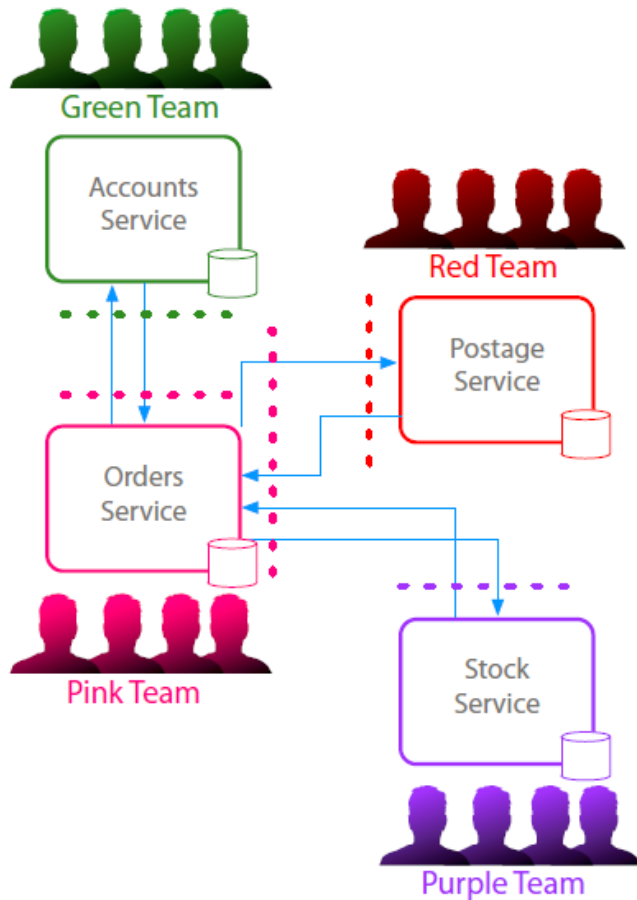 Green Team
Accounts
Service
Red Team
Postage
Service
Orders
Service
Pink Team
Stock
Service
Purple Team